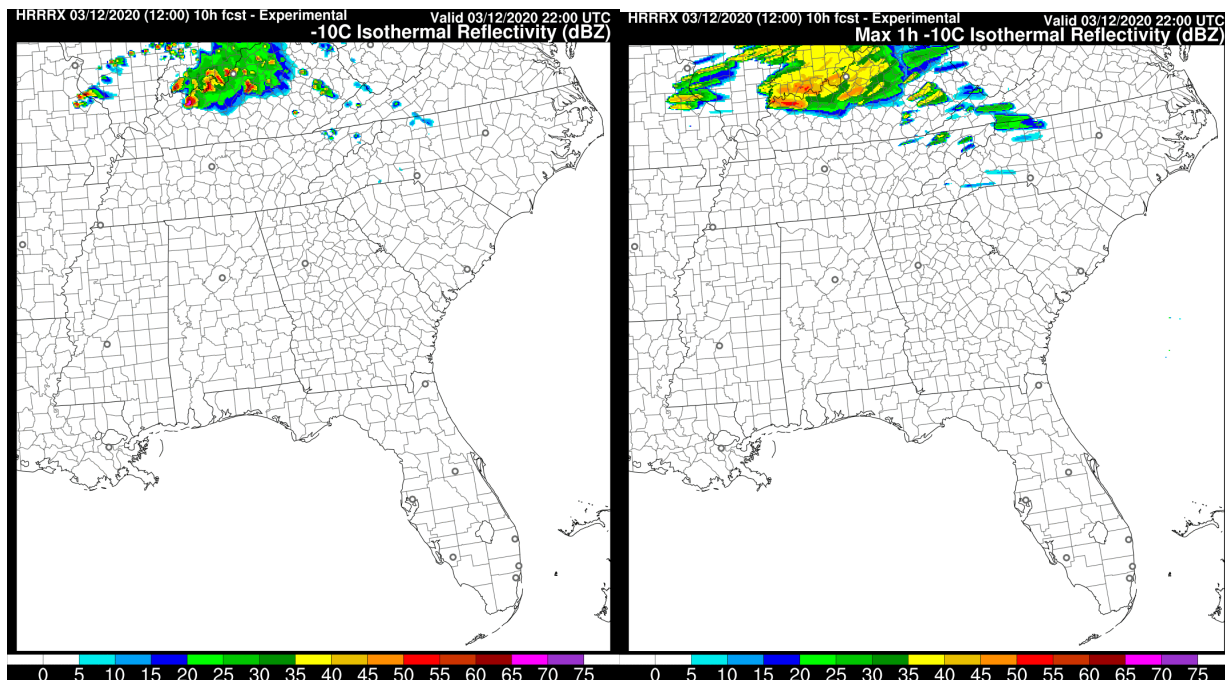 HRRRX 03/12/2020 (12:00) 10h fcst - Experimental Valid 03/12/2020 22:00 UTC
-10C Isothermal Reflectivity (dBZ)
0 5 10 15 20 25 30 35 40 45 50 55 60 65 70 75
HRRRX 03/12/2020 (12:00) 10h fcst - Experimental Valid 03/12/2020 22:00 UTC
Max 1h -10C Isothermal Reflectivity (dBZ)
0 5 10 15 20 25 30 35 40 45 50 55 60 65 70 75